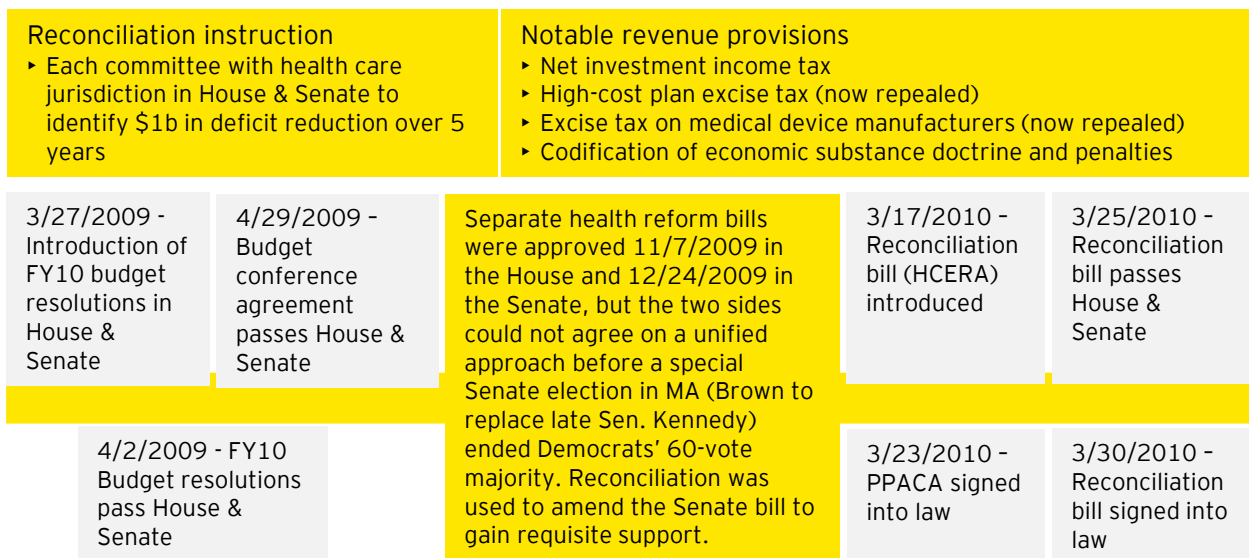 Reconciliation instruction
‣ Each committee with health care
jurisdiction in House & Senate to
identify $1b in deficit reduction over 5
years
Notable revenue provisions
‣ Net investment income tax
‣ High-cost plan excise tax (now repealed)
‣ Excise tax on medical device manufacturers (now repealed)
‣ Codification of economic substance doctrine and penalties
3/27/2009 -
Introduction of
FY10 budget
resolutions in
House &
Senate
4/29/2009 –
Budget
conference
agreement
passes House &
Senate
Separate health reform bills
were approved 11/7/2009 in
the House and 12/24/2009 in
the Senate, but the two sides
could not agree on a unified
approach before a special
Senate election in MA (Brown to
replace late Sen. Kennedy)
ended Democrats’ 60-vote
majority. Reconciliation was
used to amend the Senate bill to
gain requisite support.
3/17/2010 –
Reconciliation
bill (HCERA)
introduced
3/25/2010 –
Reconciliation
bill passes
House &
Senate
4/2/2009 - FY10
Budget resolutions
pass House &
Senate
3/23/2010 –
PPACA signed
into law
3/30/2010 –
Reconciliation
bill signed into
law